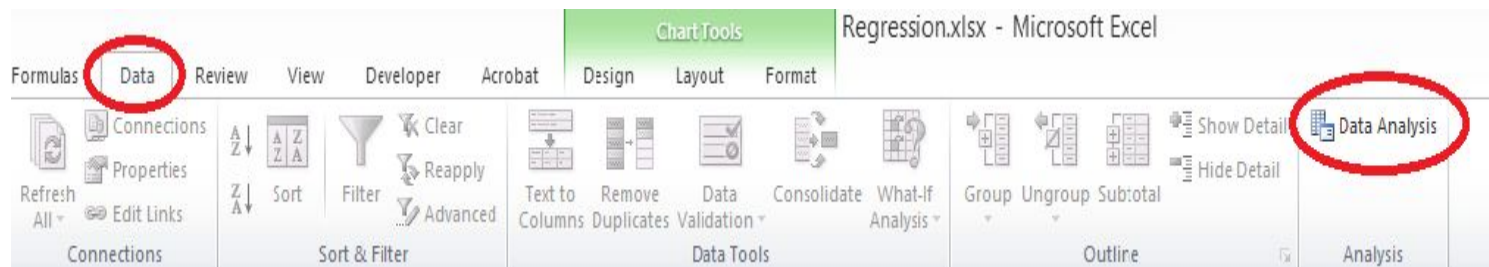 Chart Tools Regression.xlsx - Microsoft Excel
Formulas Data Review View Developer Acrobat Design Layout Format
Connections Clear Show Detail Data Analysis
Properties Reapply Hide Detail
Refresh All Edit Links Sort Filter Advanced Text to Columns Remove Duplicates Data Validation Consolidate What-If Analysis Group Ungroup Subtotal
Connections Sort & Filter Data Tools Outline Analysis